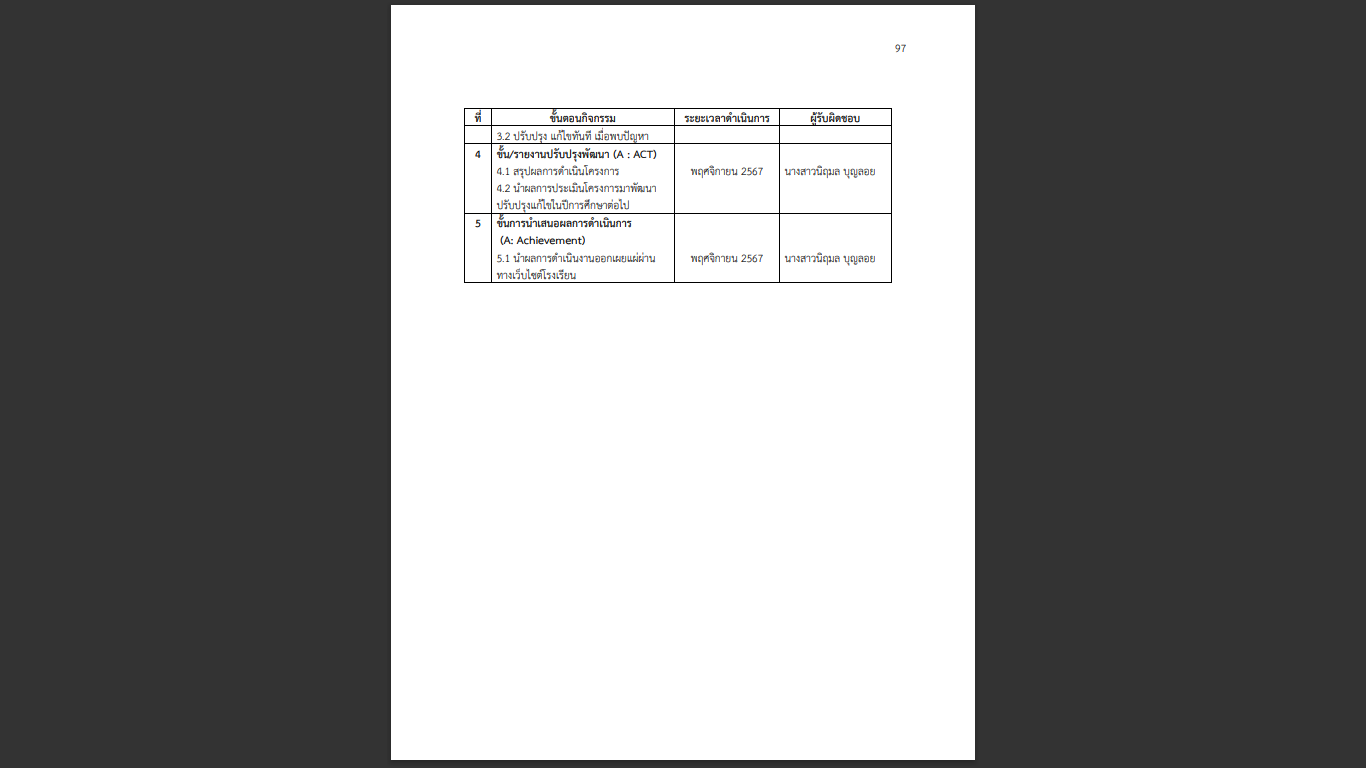 97
ที่ ขั้นตอนกิจกรรม ระยะเวลาดำเนินการ ผู้รับผิดชอบ
3.2 ปรับปรุง แก้ไขทันที เมื่อพบปัญหา
4 ขั้น/รายงานปรับปรุงพัฒนา (A : ACT)
4.1 สรุปผลการดำเนินโครงการ พฤศจิกายน 2567 นางสาวนิฤมล บุญลอย
4.2 นำผลการประเมินโครงการมาพัฒนา
ปรับปรุงแก้ไขในปีการศึกษาต่อไป
5 ขั้นการนำเสนอผลการดำเนินการ
(A: Achievement)
5.1 นำผลการดำเนินงานออกเผยแผ่ผ่าน พฤศจิกายน 2567 นางสาวนิฤมล บุญลอย
ทางเว็บไซต์โรงเรียน